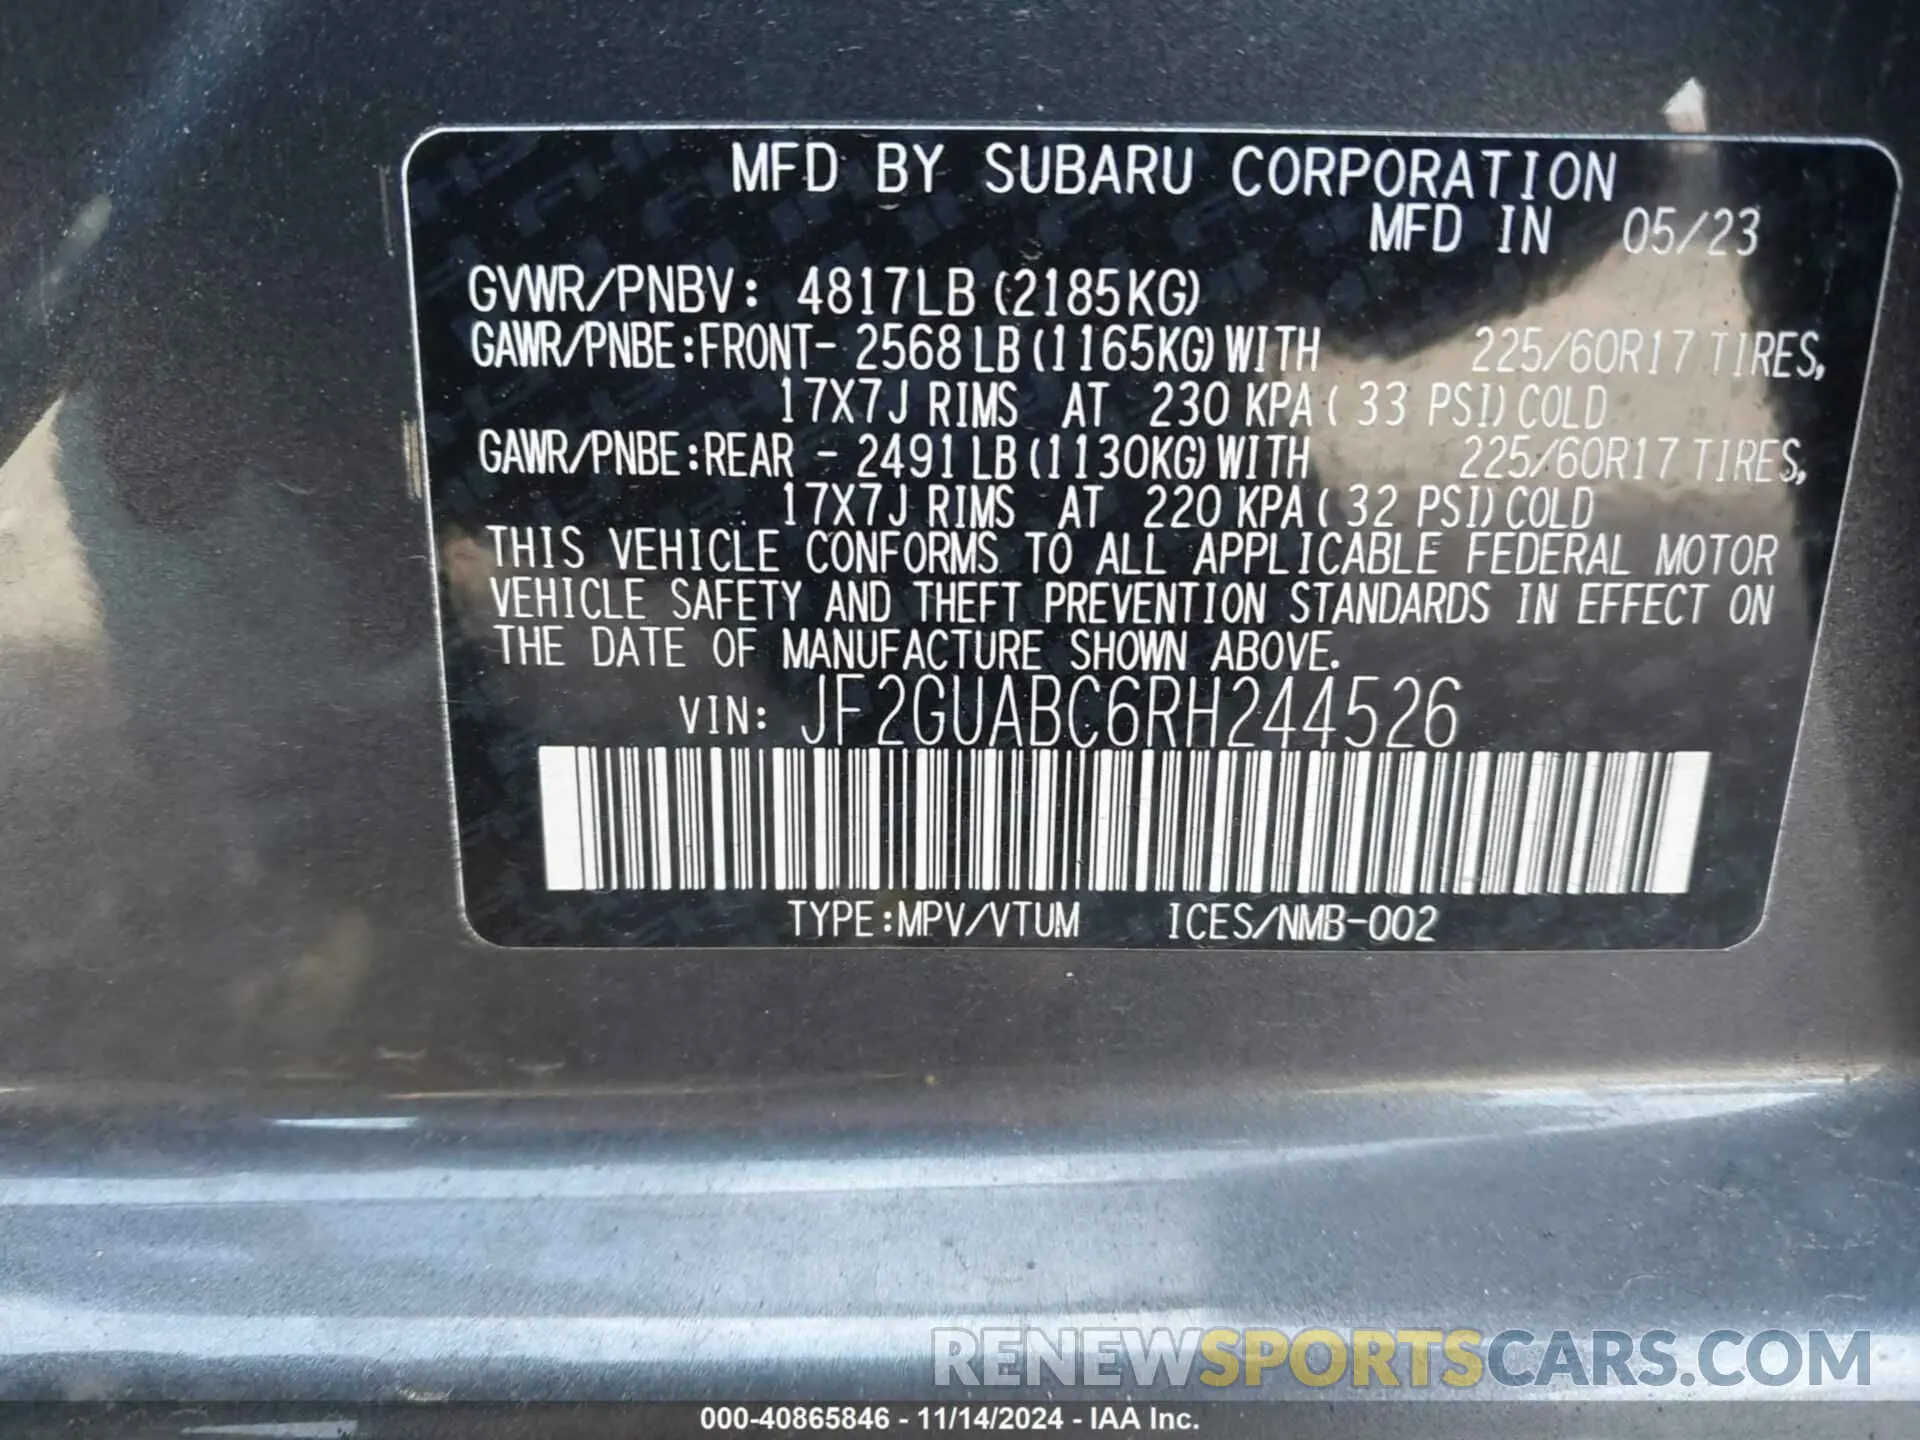 MFD BY SUBARU CORPORATION
MFD IN 05/23
GVWR/PNBV: 4817LB (2185KG)
GAWR/PNBE:FRONT- 2568 LB (1165KG) WITH 225/60R17 TIRES,
17X7J RIMS AT 230 KPA ( 33 PSI) COLD
GAWR/PNBE:REAR - 2491 LB (1130KG) WITH 225/60R17 TIRES,
17X7J RIMS AT 220 KPA ( 32 PSI) COLD
THIS VEHICLE CONFORMS TO ALL APPLICABLE FEDERAL MOTOR
VEHICLE SAFETY AND THEFT PREVENTION STANDARDS IN EFFECT ON
THE DATE OF MANUFACTURE SHOWN ABOVE.
VIN: JF2GUABC6RH244526
TYPE:MPV/VTUM ICES/NMB-002
RENEWSPORTSCARS.COM
000-40865846 - 11/14/2024 - IAA Inc.